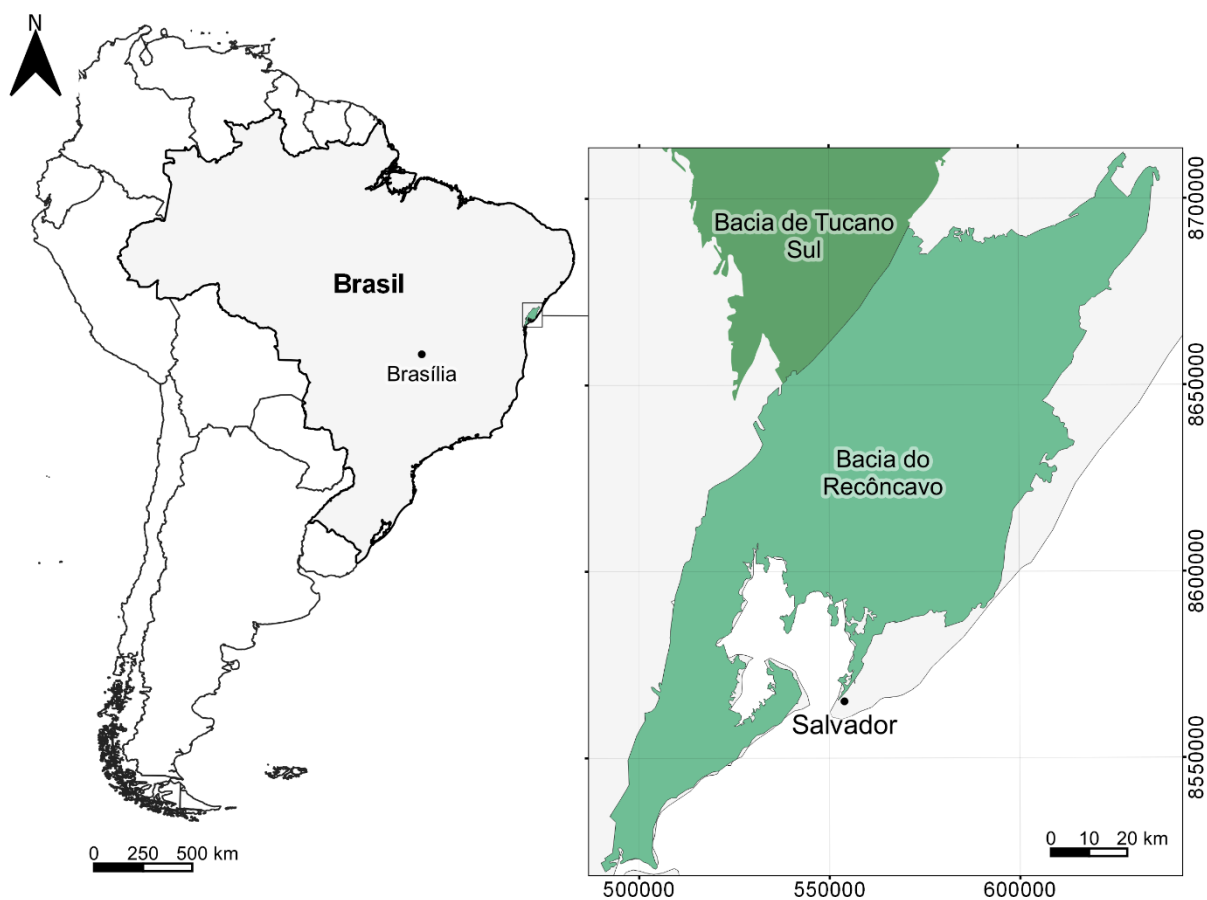 N
Brasil
Brasília
0 250 500 km
Bacia de Tucano
Sul
Bacia do
Recôncavo
Salvador
0 10 20 km
8700000
8650000
8600000
8550000
500000 550000 600000